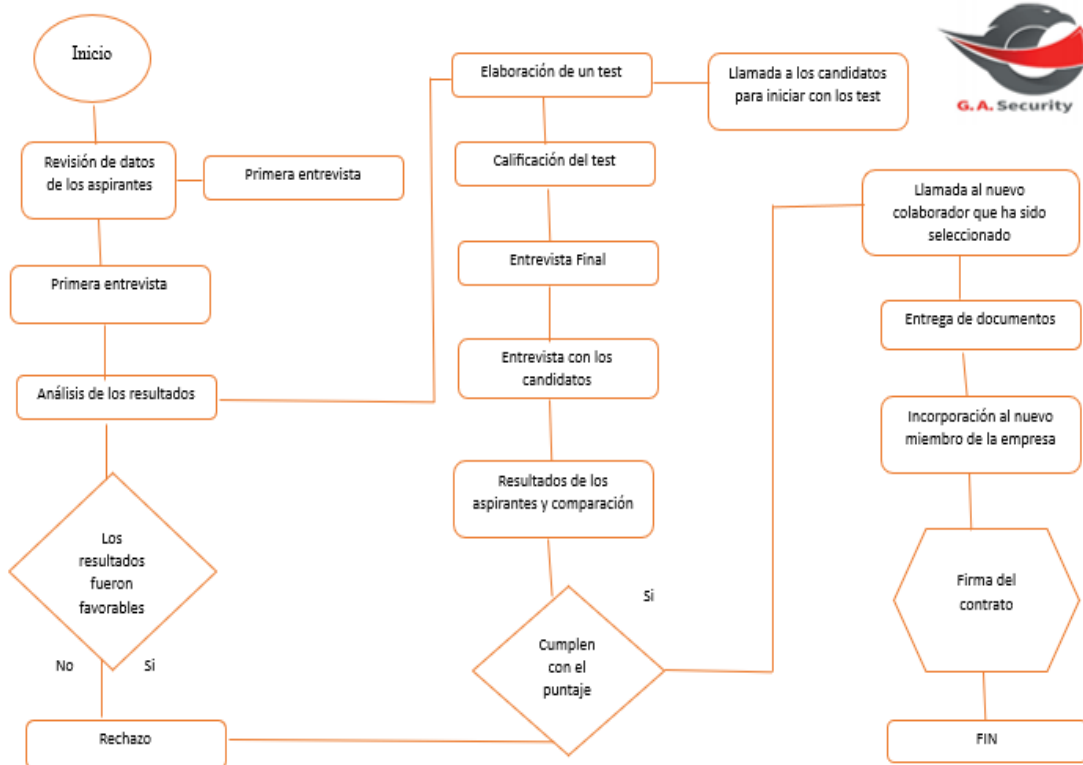 Inicio
Revisión de datos
de los aspirantes
Primera entrevista
Primera entrevista
Análisis de los resultados
Los
resultados
fueron
favorables
No
Si
Rechazo
Elaboración de un test
Llamada a los candidatos
para iniciar con los test
Calificación del test
Entrevista Final
Entrevista con los
candidatos
Resultados de los
aspirantes y comparación
Cumplen
con el
puntaje
Si
G.A.Security
Llamada al nuevo
colaborador que ha sido
seleccionado
Entrega de documentos
Incorporación al nuevo
miembro de la empresa
Firma del
contrato
FIN